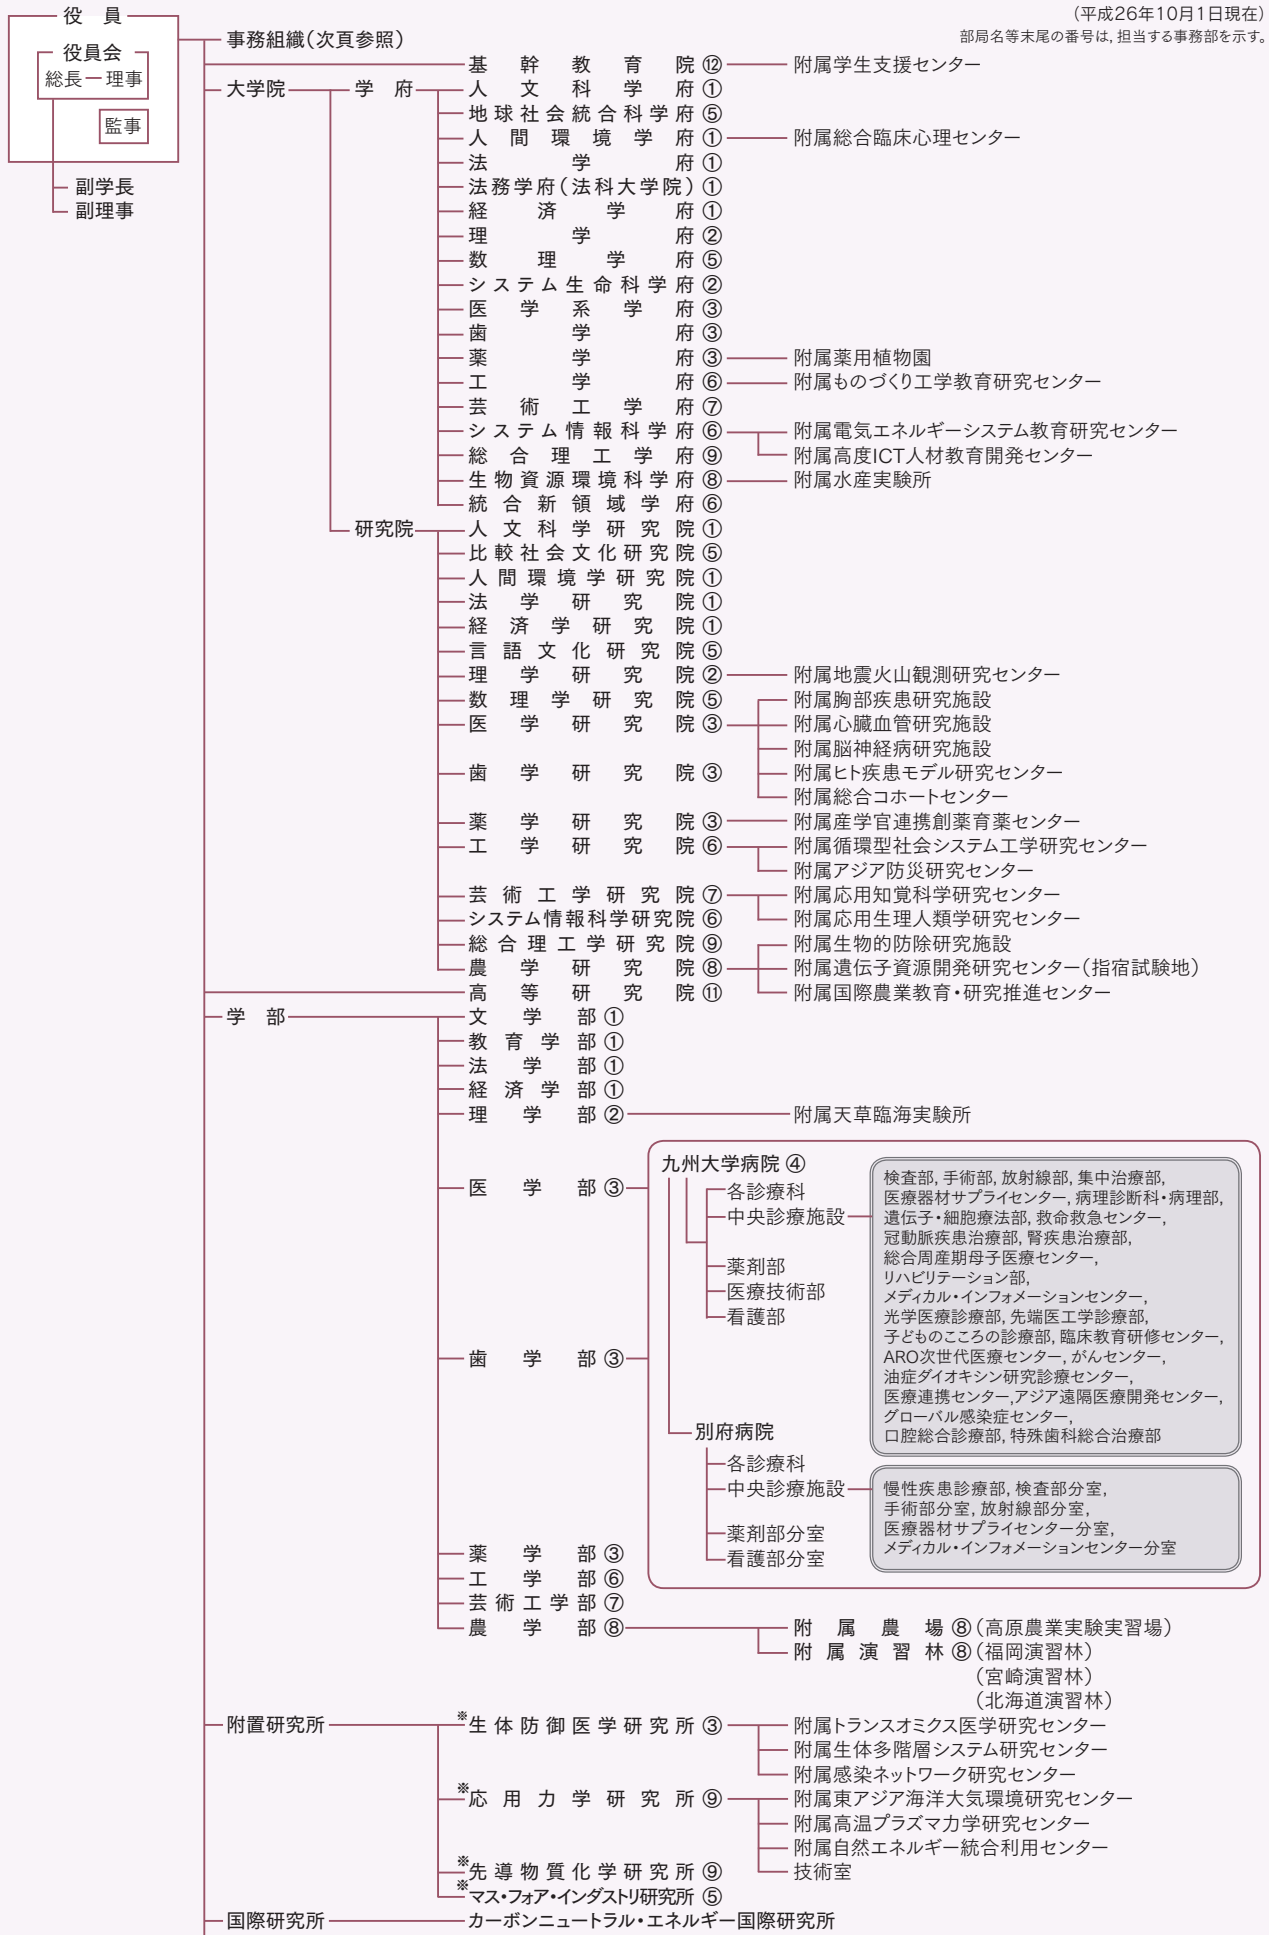 (平成26年10月1日現在)
部局名等末尾の番号は,担当する事務部を示す。
役 員
役員会
総長 理事
監事
副学長
副理事
事務組織(次頁参照)
基幹教育院⑫ 附属学生支援センター
大学院 学 府 人文科学府①
地球社会統合科学府⑤
人間環境学府① 附属総合臨床心理センター
法学府①
法務学府(法科大学院)①
経済学府①
理学府②
数理学府⑤
システム生命科学府②
医学系学府③
歯学府③
薬学府③ 附属薬用植物園
工学府⑥ 附属ものづくり工学教育研究センター
芸術工学府⑦
システム情報科学府⑥ 附属電気エネルギーシステム教育研究センター
総合理工学府⑨ 附属高度ICT人材教育開発センター
生物資源環境科学府⑧ 附属水産実験所
統合新領域学府⑥
研究院 人文科学研究院①
比較社会文化研究院⑤
人間環境学研究院①
法学研究院①
経済学研究院①
言語文化研究院⑤
理学研究院② 附属地震火山観測研究センター
数理学研究院⑤ 附属胸部疾患研究施設
医学研究院③ 附属心臓血管研究施設
附属脳神経病研究施設
歯学研究院③ 附属ヒト疾患モデル研究センター
附属総合コホートセンター
薬学研究院③ 附属産学官連携創薬育薬センター
工学研究院⑥ 附属循環型社会システム工学研究センター
附属アジア防災研究センター
芸術工学研究院⑦ 附属応用知覚科学研究センター
システム情報科学研究院⑥ 附属応用生理人類学研究センター
総合理工学研究院⑨ 附属生物的防除研究施設
農学研究院⑧ 附属遺伝子資源開発研究センター(指宿試験地)
高等研究院⑪ 附属国際農業教育・研究推進センター
学 部 文学部①
教育学部①
法学部①
経済学部①
理学部② 附属天草臨海実験所
医学部③
九州大学病院④
各診療科
中央診療施設
薬剤部
医療技術部
看護部
検査部,手術部,放射線部,集中治療部,
医療器材サプライセンター,病理診断科・病理部,
遺伝子・細胞療法部,救命救急センター,
冠動脈疾患治療部,腎疾患治療部,
総合周産期母子医療センター,
リハビリテーション部,
メディカル・インフォメーションセンター,
光学医療診療部,先端医工学診療部,
子どものこころの診療部,臨床教育研修センター,
ARO次世代医療センター,がんセンター,
油症ダイオキシン研究診療センター,
医療連携センター,アジア遠隔医療開発センター,
グローバル感染症センター,
口腔総合診療部,特殊歯科総合治療部
歯学部③
別府病院
各診療科
中央診療施設
薬剤部分室
看護部分室
慢性疾患診療部,検査部分室,
手術部分室,放射線部分室,
医療器材サプライセンター分室,
メディカル・インフォメーションセンター分室
薬学部③
工学部⑥
芸術工学部⑦
農学部⑧ 附属農場⑧(高原農業実験実習場)
附属演習林⑧(福岡演習林)
(宮崎演習林)
(北海道演習林)
附置研究所 ※生体防御医学研究所③ 附属トランスオミクス医学研究センター
附属生体多階層システム研究センター
附属感染ネットワーク研究センター
※応用力学研究所⑨ 附属東アジア海洋大気環境研究センター
附属高温プラズマ力学研究センター
附属自然エネルギー統合利用センター
※先導物質化学研究所⑨ 技術室
※マス・フォア・インダストリ研究所⑤
国際研究所 カーボンニュートラル・エネルギー国際研究所